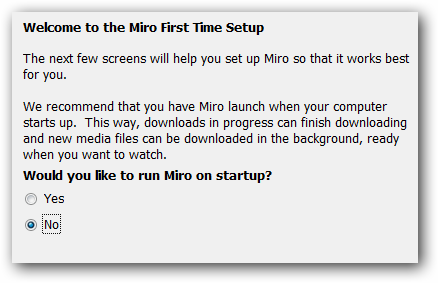 Welcome to the Miro First Time Setup
The next few screens will help you set up Miro so that it works best
for you.
We recommend that you have Miro launch when your computer
starts up.  This way, downloads in progress can finish downloading
and new media files can be downloaded in the background, ready
when you want to watch.
Would you like to run Miro on startup?
Yes
No